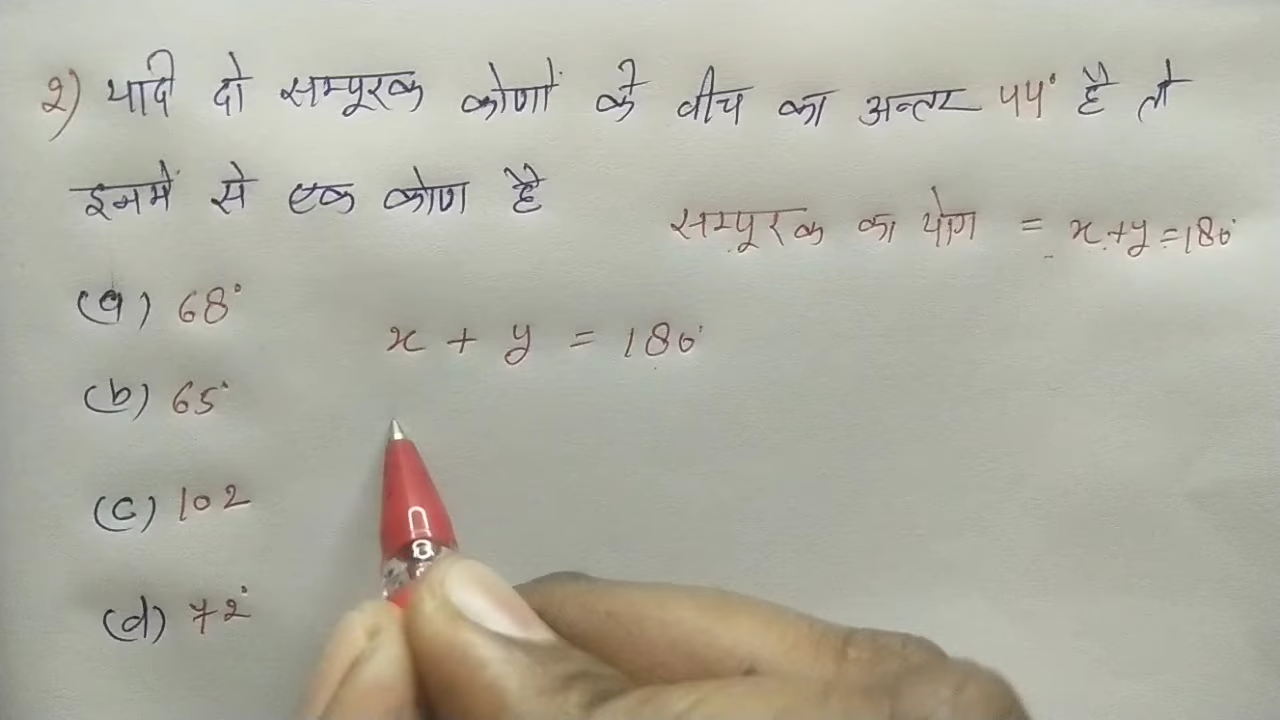 2) यदि दो सम्पूरक कोणों के बीच का अन्तर 44° है तो
इनमें से एक कोण है
सम्पूरक का योग = x+y=180°
(a) 68°
x + y = 180°
(b) 65°
(c) 102
(d) 72°